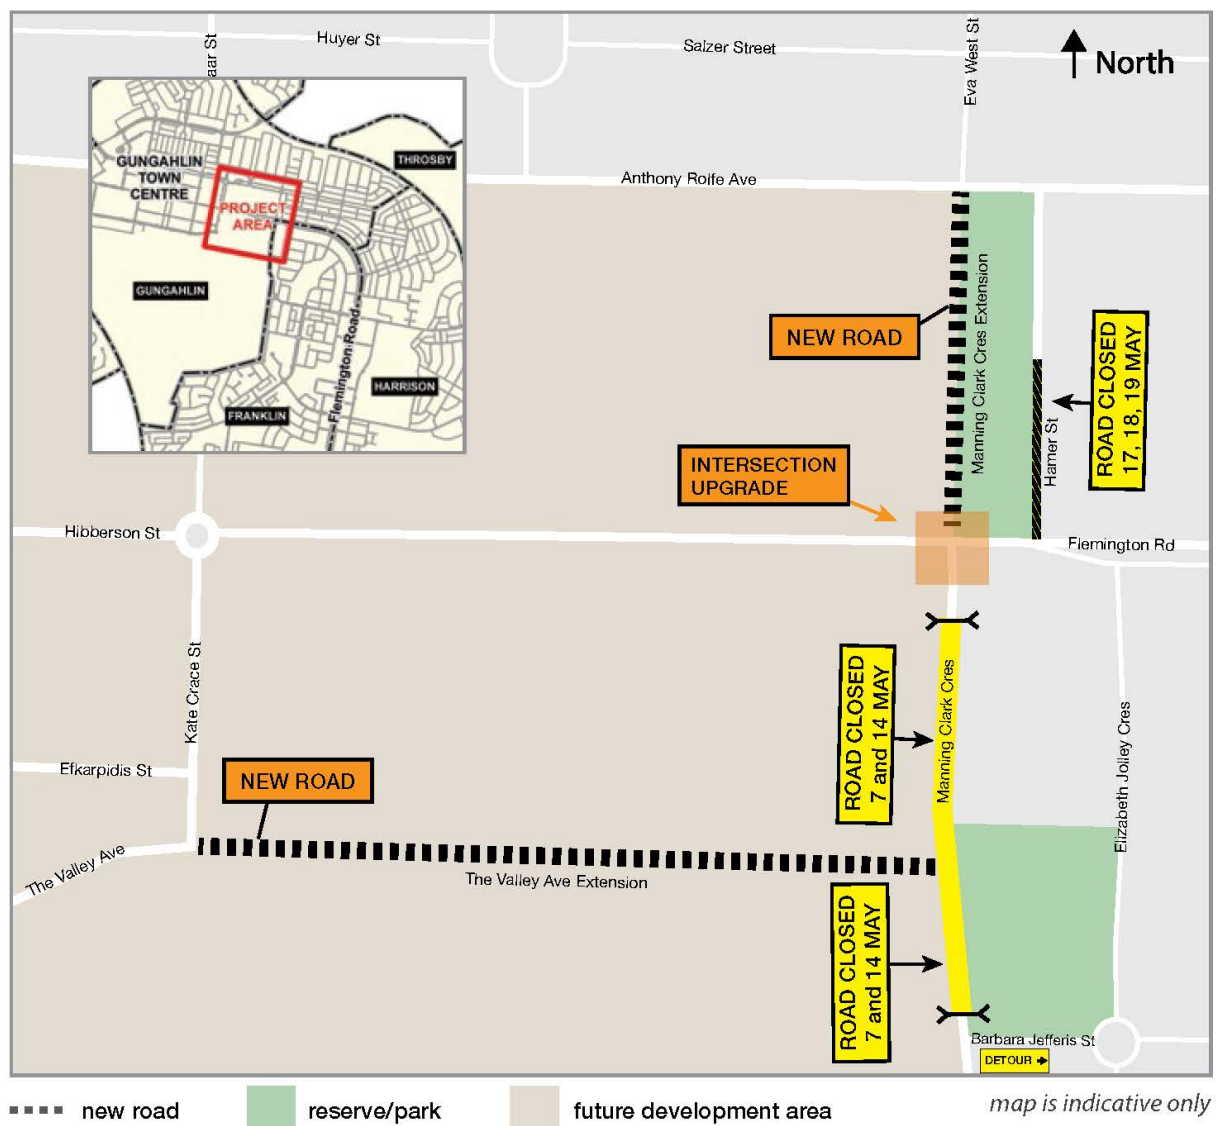 Huyer St
Salzer Street
Eva West St
North
aar St
GUNGAHLIN
TOWN
CENTRE
THROSBY
PROJECT
AREA
GUNGAHLIN
Flemington Road
HARRISON
FRANKLIN
Anthony Rolfe Ave
NEW ROAD
Manning Clark Cres Extension
ROAD CLOSED
17, 18, 19 MAY
Hamer St
INTERSECTION
UPGRADE
Hibberson St
Flemington Rd
Kate Crace St
ROAD CLOSED
7 and 14 MAY
Manning Clark Cres
Elizabeth Jolley Cres
Efkarpidis St
NEW ROAD
The Valley Ave
The Valley Ave Extension
ROAD CLOSED
7 and 14 MAY
Barbara Jefferis St
DETOUR
new road
reserve/park
future development area
map is indicative only